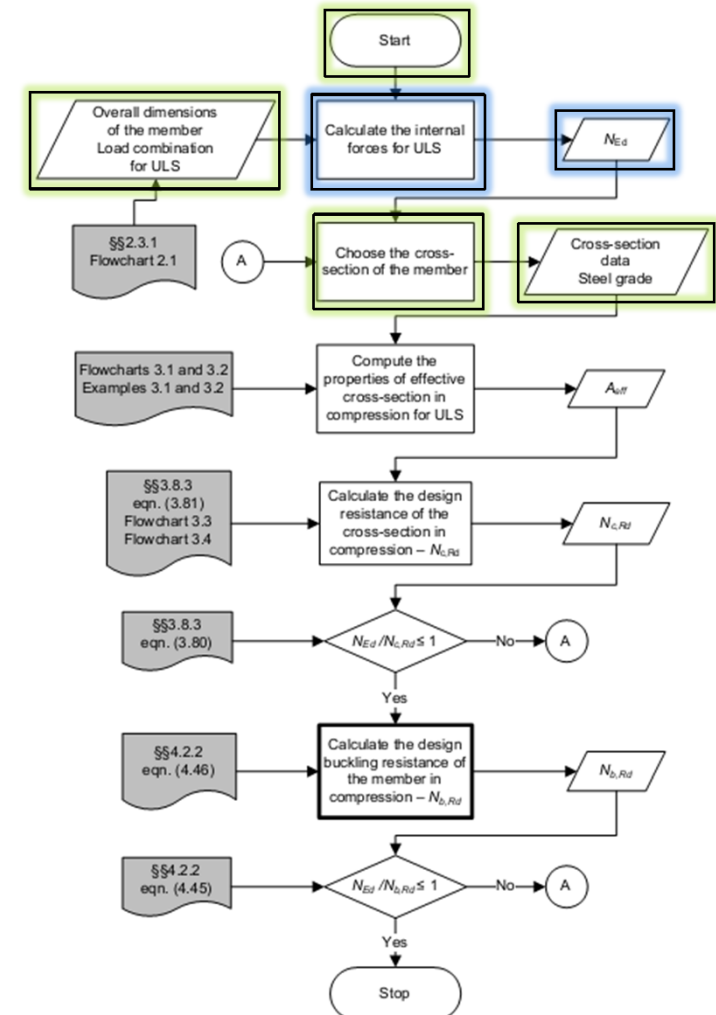 Start
Overall dimensions
of the member
Load combination
for ULS
Calculate the internal
forces for ULS
NEd
§§2.3.1
Flowchart 2.1
A
Choose the cross-
section of the member
Cross-section
data
Steel grade
Flowcharts 3.1 and 3.2
Examples 3.1 and 3.2
Compute the
properties of effective
cross-section in
compression for ULS
Aeff
§§3.8.3
eqn. (3.81)
Flowchart 3.3
Flowchart 3.4
Calculate the design
resistance of the
cross-section in
compression – Nc,Rd
Nc,Rd
§§3.8.3
eqn. (3.80)
NEd /Nc,Rd ≤ 1
No
A
Yes
§§4.2.2
eqn. (4.46)
Calculate the design
buckling resistance of
the member in
compression – Nb,Rd
Nb,Rd
§§4.2.2
eqn. (4.45)
NEd /Nb,Rd ≤ 1
No
A
Yes
Stop